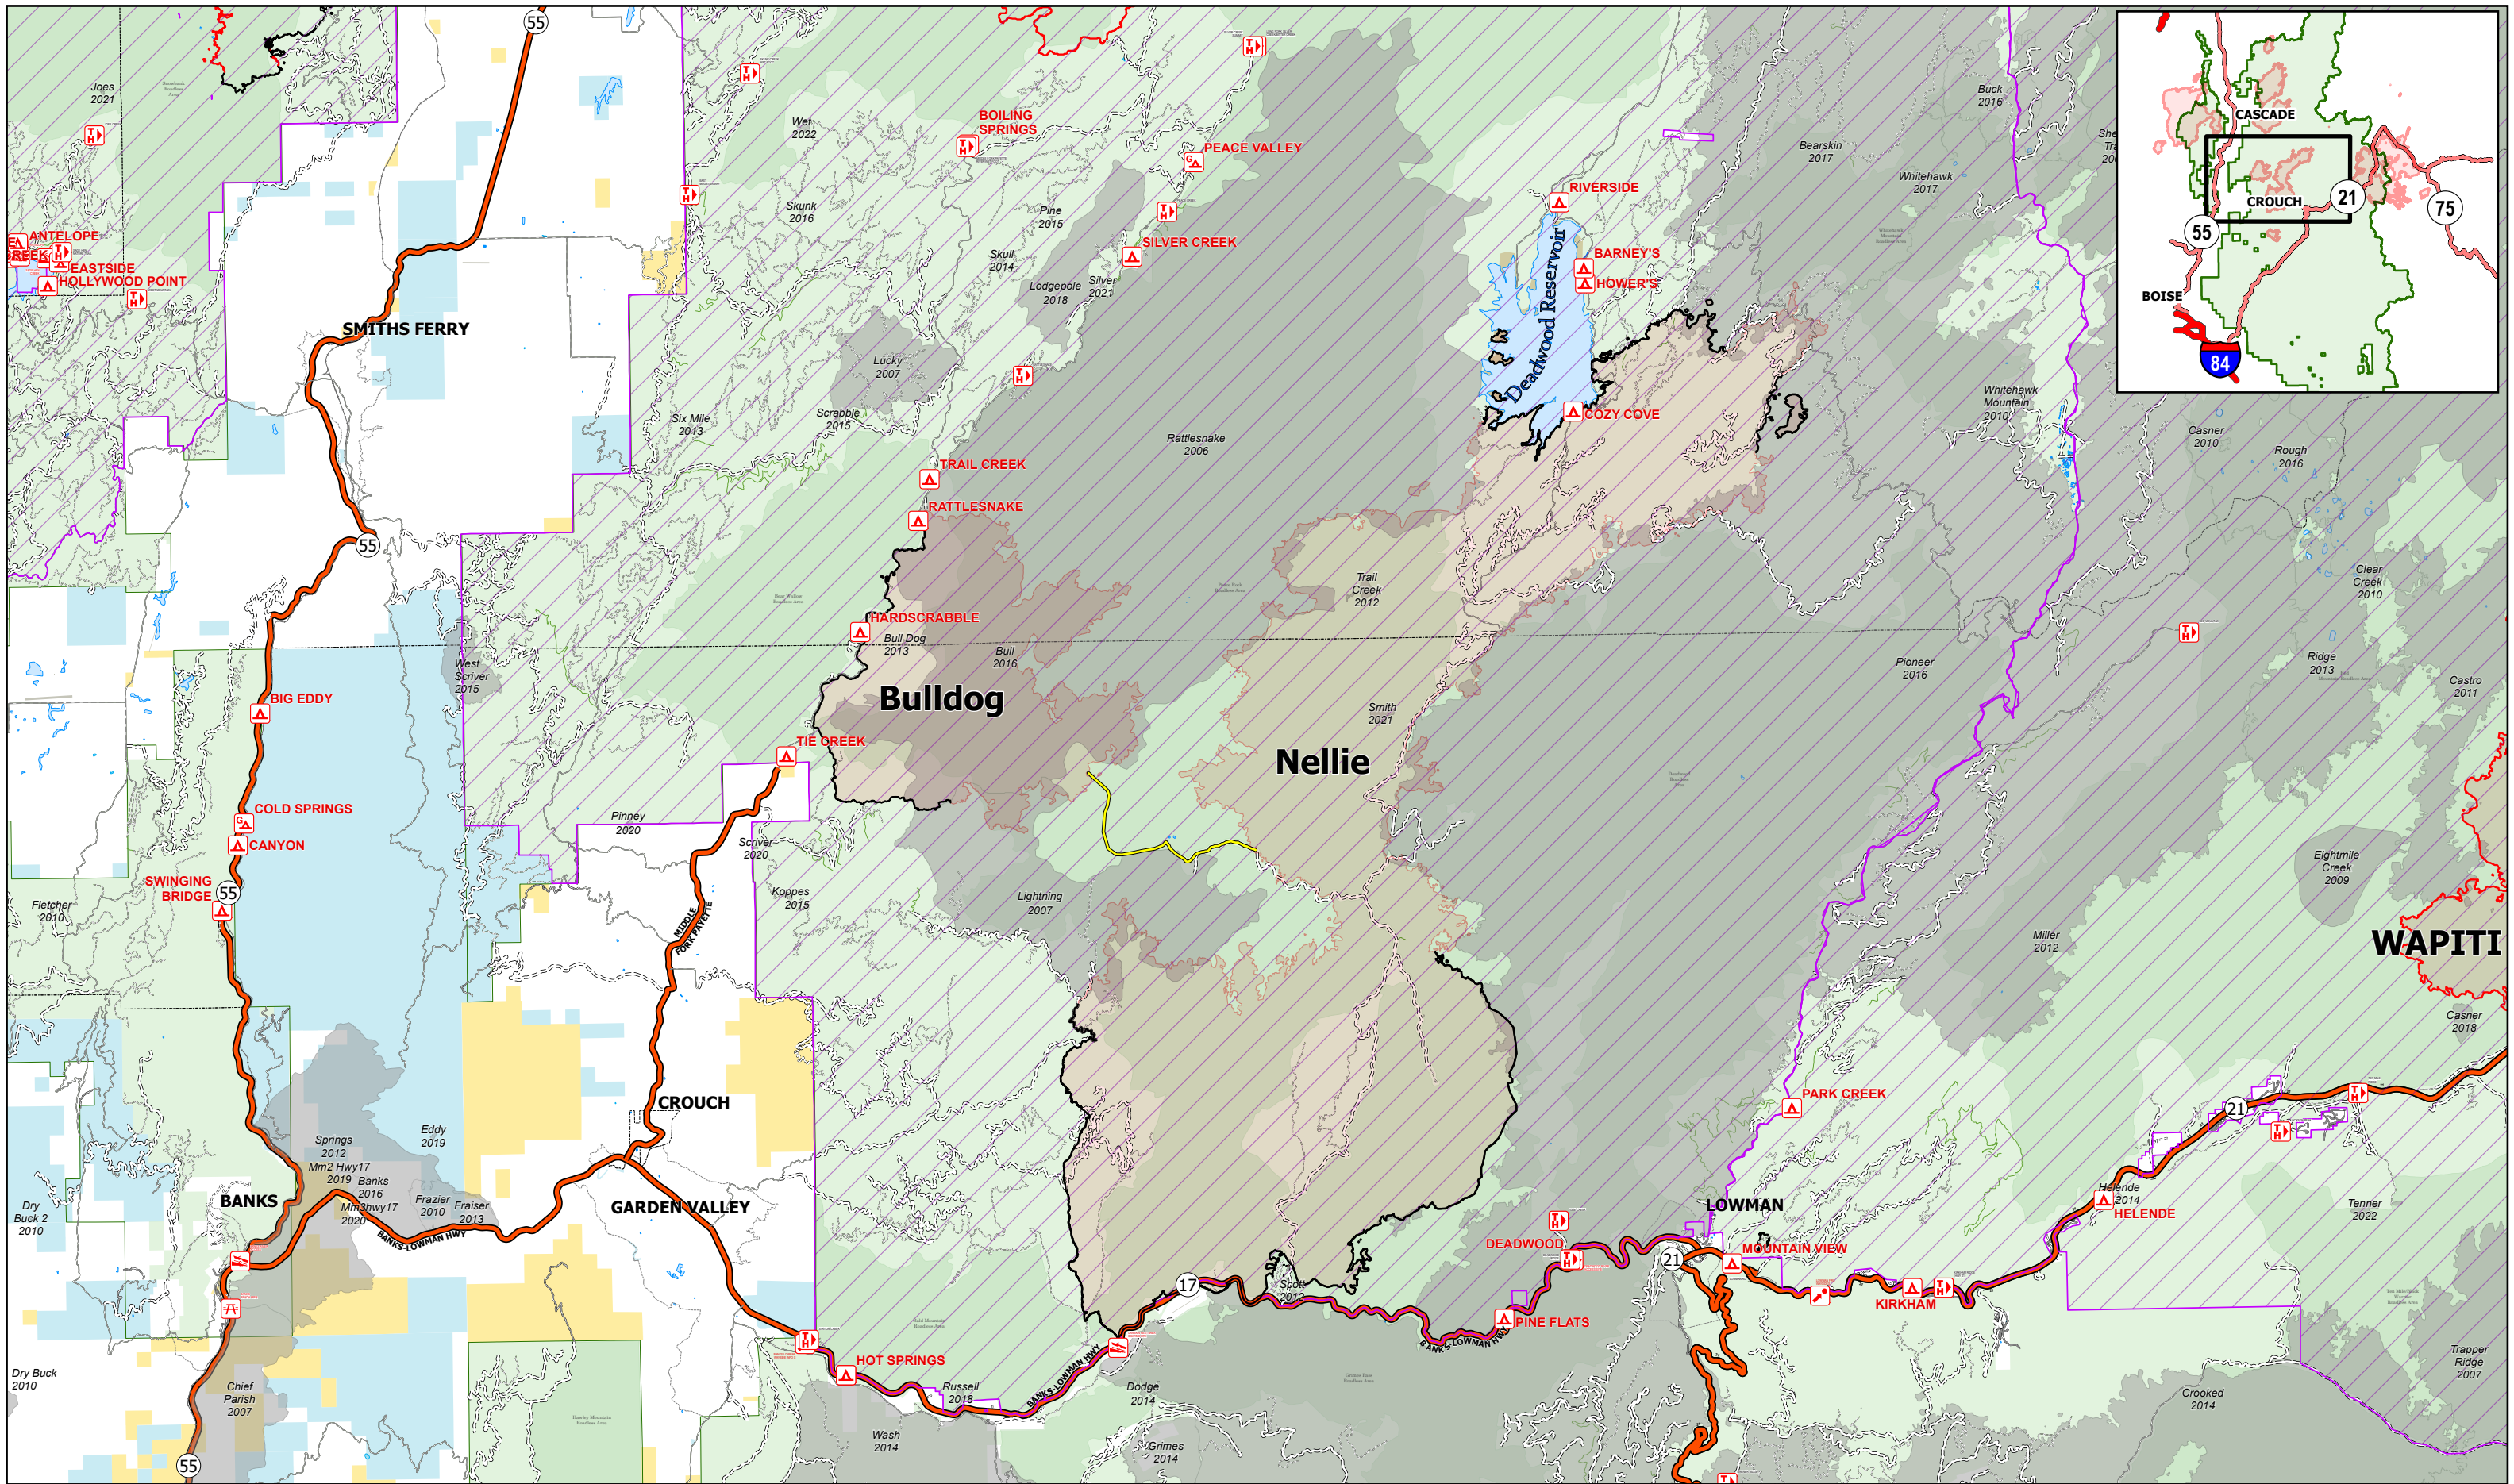 55
Joes
2021
Wet
2022
BOILING
SPRINGS
PEACE VALLEY
Skunk
2016
Pine
2015
Skull
2014
SILVER CREEK
Lodgepole
2018
Silver
2021
RIVERSIDE
BARNEY'S
HOWER'S
Deadwood Reservoir
COZY COVE
Buck
2016
Bearskin
2017
Whitehawk
2017
CASCADE
CROUCH
21
75
55
BOISE
84
ANTELOPE
EASTSIDE
HOLLYWOOD POINT
SMITHS FERRY
Lucky
2007
Six Mile
2013
Scrabble
2015
Rattlesnake
2006
Whitehawk
Mountain
2010
Casner
2010
Rough
2016
TRAIL CREEK
RATTLESNAKE
55
Trail
Creek
2012
Clear
Creek
2010
HARDSCRABBLE
Bull Dog
2013
Bull
2016
West
Scriver
2015
Pioneer
2016
Ridge
2013
Castro
2011
BIG EDDY
Bulldog
Smith
2021
TIE CREEK
Nellie
COLD SPRINGS
CANYON
Pinney
2020
Scriver
2020
SWINGING
BRIDGE
55
Fletcher
2010
Koppes
2015
Lightning
2007
Eightmile
Creek
2009
MIDDLE
FORK PAYETTE
Miller
2012
WAPITI
Casner
2018
CROUCH
PARK CREEK
21
Springs
2012
Eddy
2019
Mm2 Hwy17
2019
Banks
2016
Mm3hwy17
2020
Frazier
2010
Fraiser
2013
BANKS
BANKS-LOWMAN HWY
GARDEN VALLEY
Dry
Buck 2
2010
LOWMAN
Helende
2014
HELENDE
Tenner
2022
DEADWOOD
21
MOUNTAIN VIEW
17
Scott
2012
KIRKHAM
PINE FLATS
BANKS-LOWMAN HWY
BANKS-LOWMAN HWY
HOT SPRINGS
Russell
2018
Dodge
2014
Dry Buck
2010
Chief
Parish
2007
Trapper
Ridge
2007
Crooked
2014
Wash
2014
Grimes
2014
55